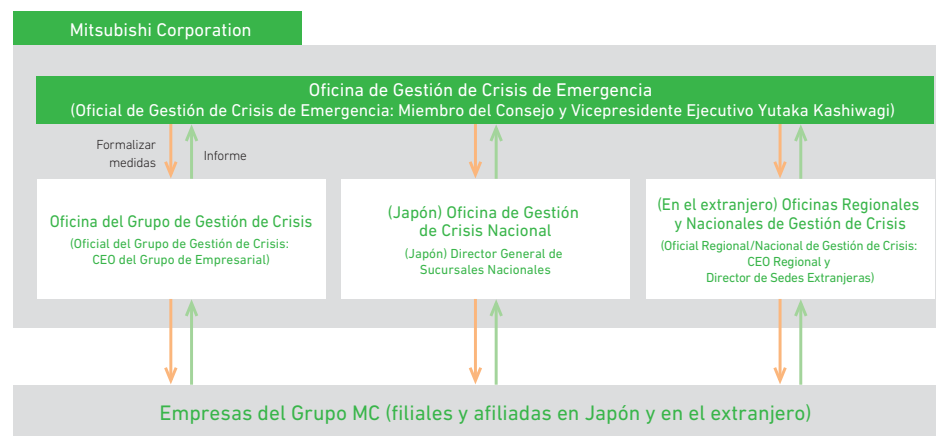 Mitsubishi Corporation
Oficina de Gestión de Crisis de Emergencia
(Oficial de Gestión de Crisis de Emergencia: Miembro del Consejo y Vicepresidente Ejecutivo Yutaka Kashiwagi)
Formalizar
medidas
Informe
Oficina del Grupo de Gestión de Crisis
(Oficial del Grupo de Gestión de Crisis:
CEO del Grupo de Empresarial)
(Japón) Oficina de Gestión
de Crisis Nacional
(Japón) Director General de
Sucursales Nacionales
(En el extranjero) Oficinas Regionales
y Nacionales de Gestión de Crisis
(Oficial Regional/Nacional de Gestión de Crisis:
CEO Regional y
Director de Sedes Extranjeras)
Empresas del Grupo MC (filiales y afiliadas en Japón y en el extranjero)